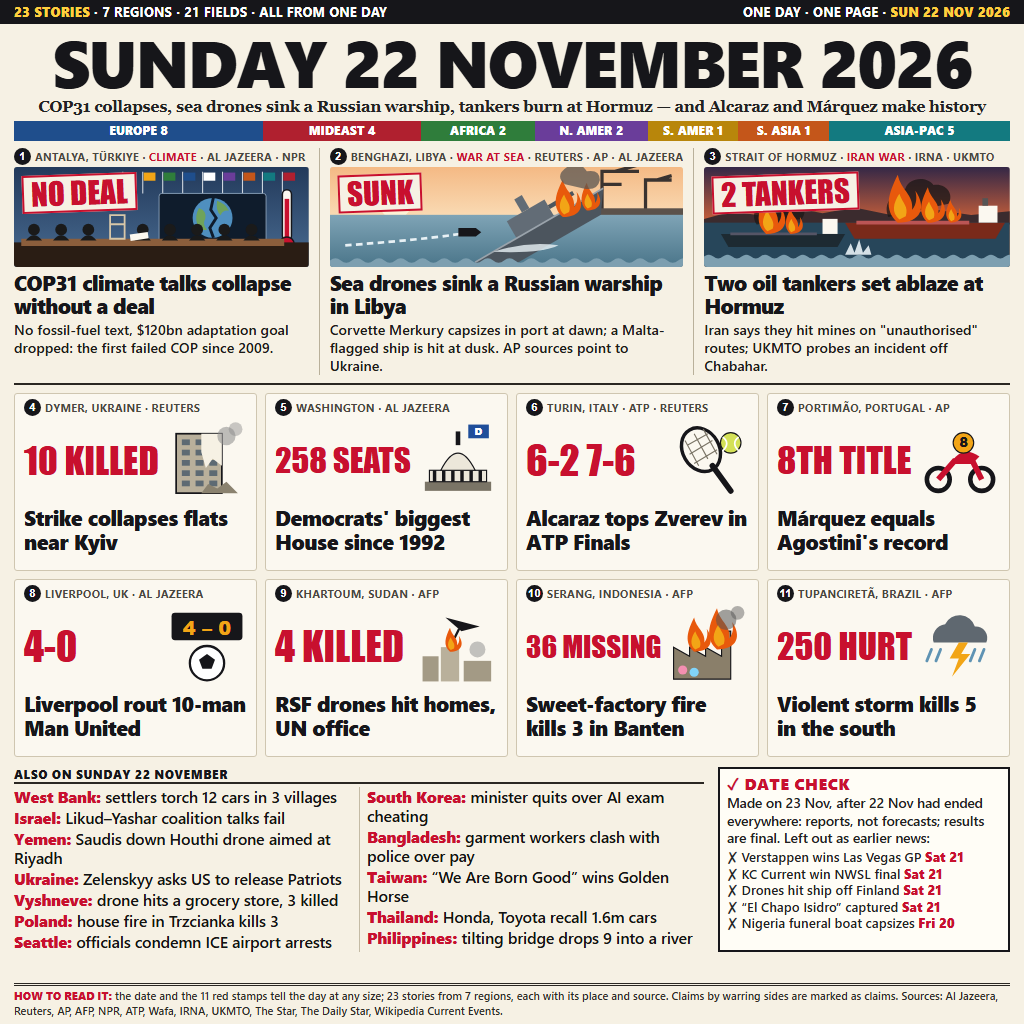 23 STORIES · 7 REGIONS · 21 FIELDS · ALL FROM ONE DAY
ONE DAY · ONE PAGE · SUN 22 NOV 2026
SUNDAY 22 NOVEMBER 2026
COP31 collapses, sea drones sink a Russian warship, tankers burn at Hormuz — and Alcaraz and Márquez make history
EUROPE 8
MIDEAST 4
AFRICA 2
N. AMER 2
S. AMER 1
S. ASIA 1
ASIA-PAC 5
1 ANTALYA, TÜRKIYE · CLIMATE · AL JAZEERA · NPR
NO DEAL
COP31 climate talks collapse
without a deal
No fossil-fuel text, $120bn adaptation goal
dropped: the first failed COP since 2009.
2 BENGHAZI, LIBYA · WAR AT SEA · REUTERS · AP · AL JAZEERA
SUNK
Sea drones sink a Russian warship
in Libya
Corvette Merkury capsizes in port at dawn; a Malta-
flagged ship is hit at dusk. AP sources point to
Ukraine.
3 STRAIT OF HORMUZ · IRAN WAR · IRNA · UKMTO
2 TANKERS
Two oil tankers set ablaze at
Hormuz
Iran says they hit mines on "unauthorised"
routes; UKMTO probes an incident off
Chabahar.
4 DYMER, UKRAINE · REUTERS
10 KILLED
Strike collapses flats
near Kyiv
5 WASHINGTON · AL JAZEERA
258 SEATS
D
Democrats' biggest
House since 1992
6 TURIN, ITALY · ATP · REUTERS
6-2 7-6
Alcaraz tops Zverev in
ATP Finals
7 PORTIMÃO, PORTUGAL · AP
8TH TITLE
8
Márquez equals
Agostini's record
8 LIVERPOOL, UK · AL JAZEERA
4-0
4 – 0
Liverpool rout 10-man
Man United
9 KHARTOUM, SUDAN · AFP
4 KILLED
RSF drones hit homes,
UN office
10 SERANG, INDONESIA · AFP
36 MISSING
Sweet-factory fire
kills 3 in Banten
11 TUPANCIRETÃ, BRAZIL · AFP
250 HURT
Violent storm kills 5
in the south
ALSO ON SUNDAY 22 NOVEMBER
West Bank: settlers torch 12 cars in 3 villages
Israel: Likud–Yashar coalition talks fail
Yemen: Saudis down Houthi drone aimed at
Riyadh
Ukraine: Zelenskyy asks US to release Patriots
Vyshneve: drone hits a grocery store, 3 killed
Poland: house fire in Trzcianka kills 3
Seattle: officials condemn ICE airport arrests
South Korea: minister quits over AI exam
cheating
Bangladesh: garment workers clash with
police over pay
Taiwan: “We Are Born Good” wins Golden
Horse
Thailand: Honda, Toyota recall 1.6m cars
Philippines: tilting bridge drops 9 into a river
✓ DATE CHECK
Made on 23 Nov, after 22 Nov had ended
everywhere: reports, not forecasts; results
are final. Left out as earlier news:
✗ Verstappen wins Las Vegas GP Sat 21
✗ KC Current win NWSL final Sat 21
✗ Drones hit ship off Finland Sat 21
✗ “El Chapo Isidro” captured Sat 21
✗ Nigeria funeral boat capsizes Fri 20
HOW TO READ IT: the date and the 11 red stamps tell the day at any size; 23 stories from 7 regions, each with its place and source. Claims by warring sides are marked as claims. Sources: Al Jazeera,
Reuters, AP, AFP, NPR, ATP, Wafa, IRNA, UKMTO, The Star, The Daily Star, Wikipedia Current Events.